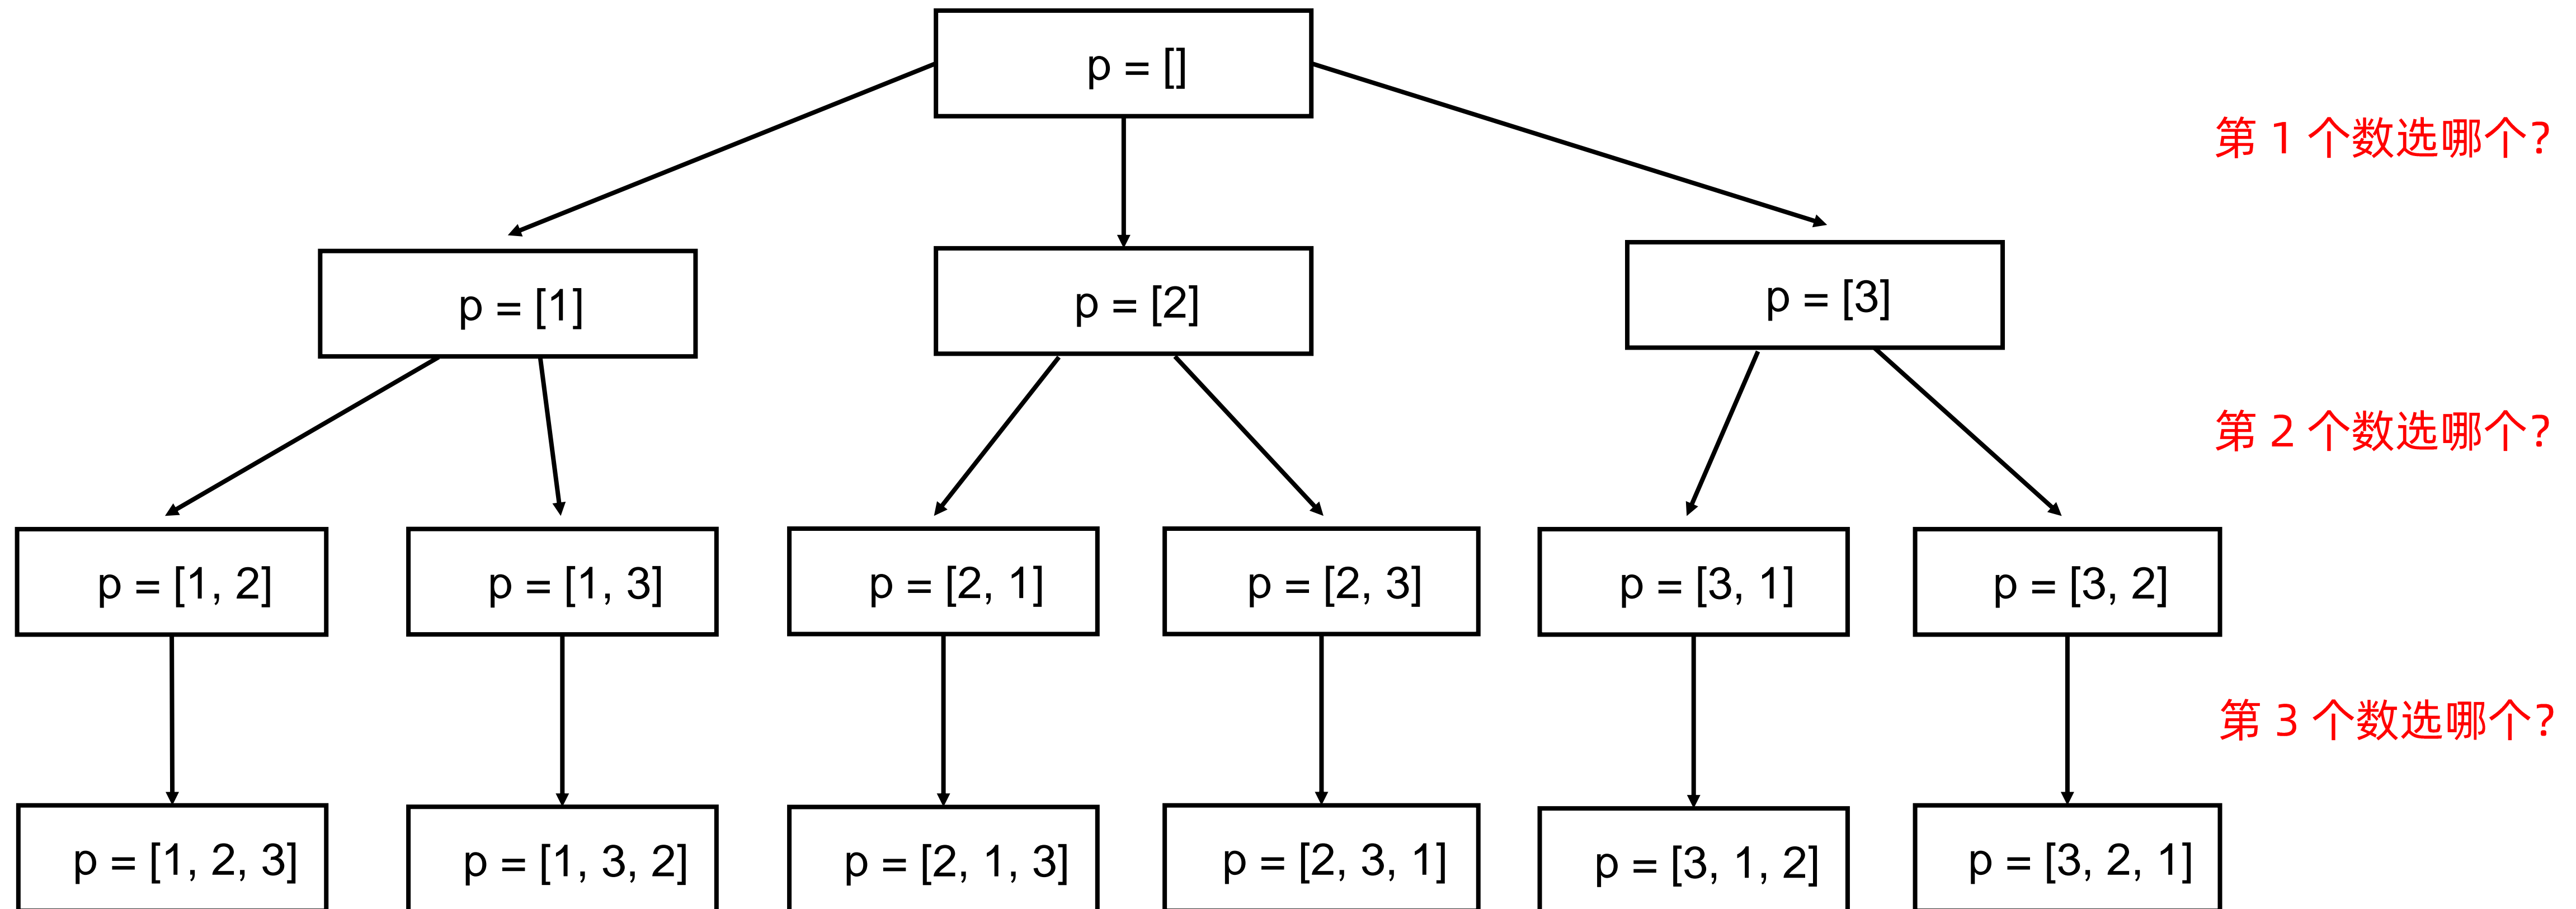 p = []
第 1 个数选哪个?
p = [1]
p = [2]
p = [3]
第 2 个数选哪个?
p = [1, 2]
p = [1, 3]
p = [2, 1]
p = [2, 3]
p = [3, 1]
p = [3, 2]
第 3 个数选哪个?
p = [1, 2, 3]
p = [1, 3, 2]
p = [2, 1, 3]
p = [2, 3, 1]
p = [3, 1, 2]
p = [3, 2, 1]